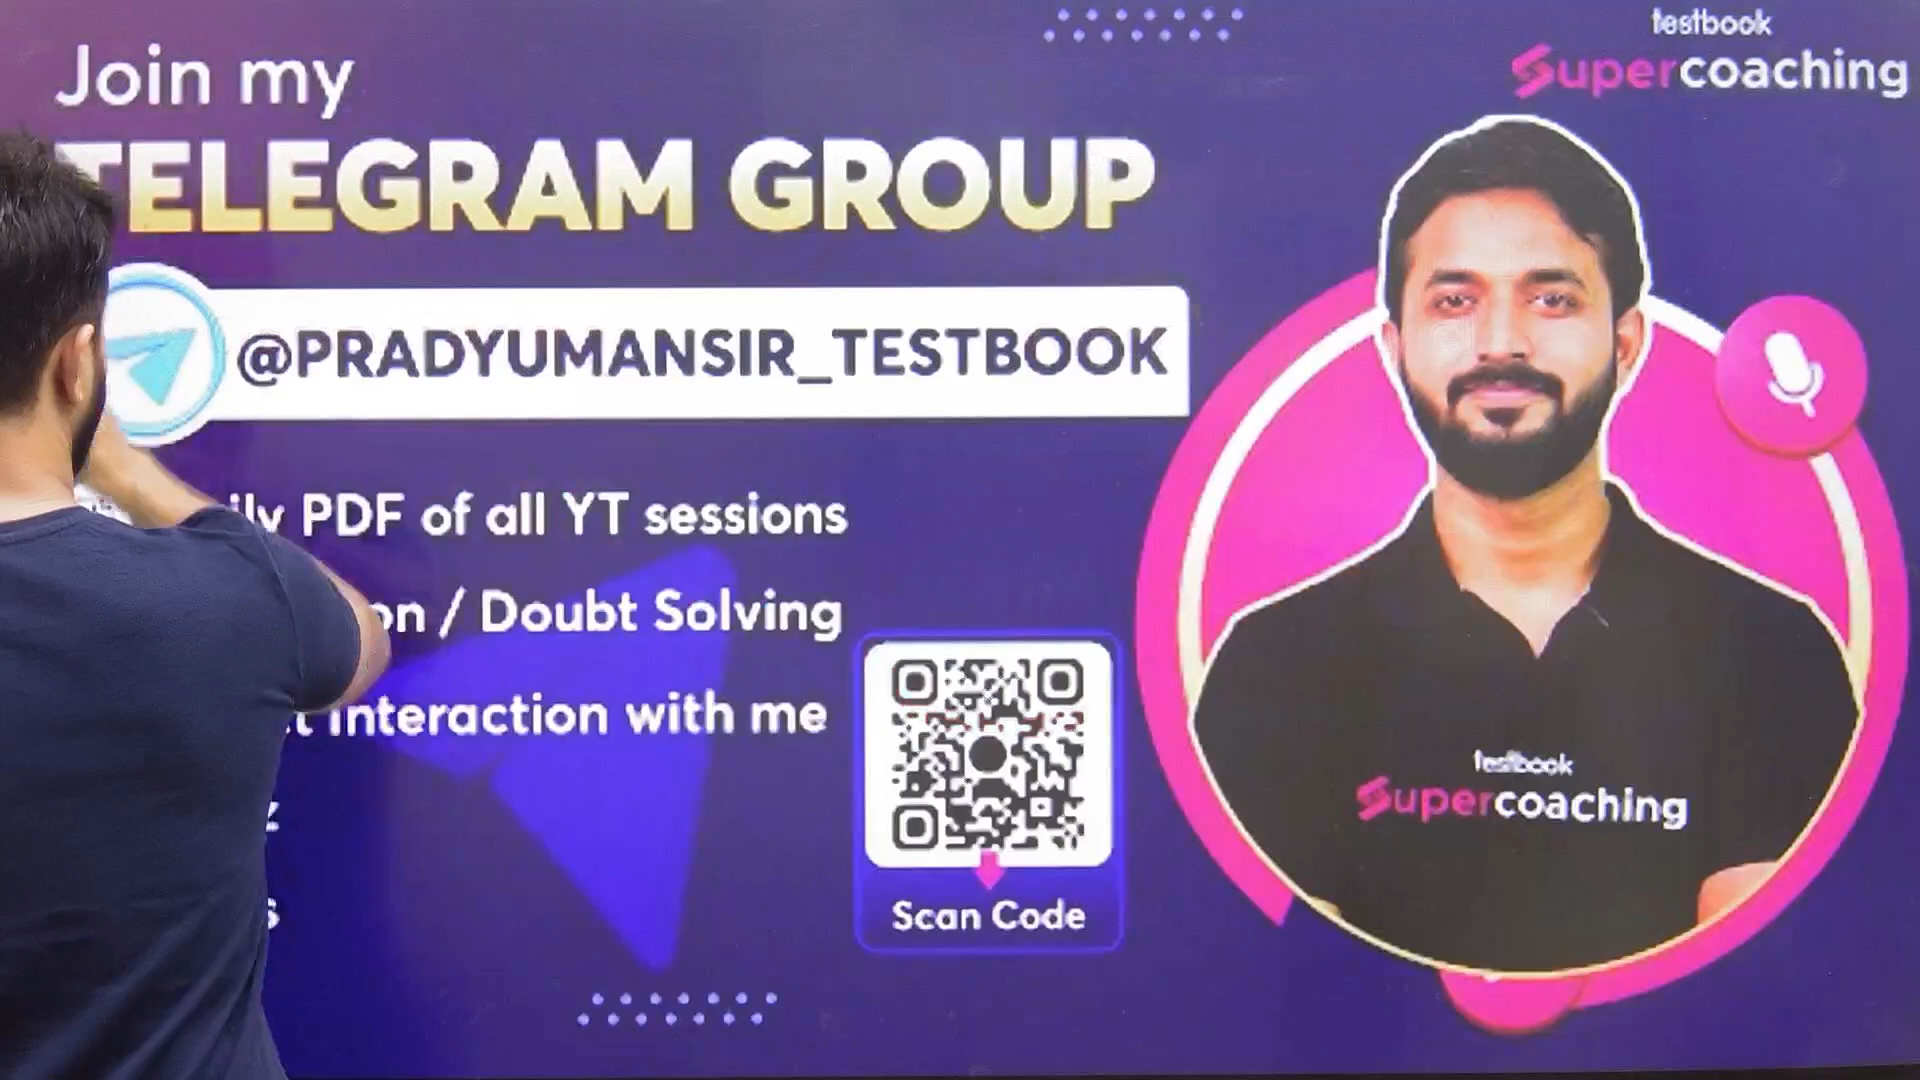 testbook
Supercoaching
Join my
TELEGRAM GROUP
@PRADYUMANSIR_TESTBOOK
PDF of all YT sessions
/ Doubt Solving
interaction with me
Scan Code
testbook
Supercoaching